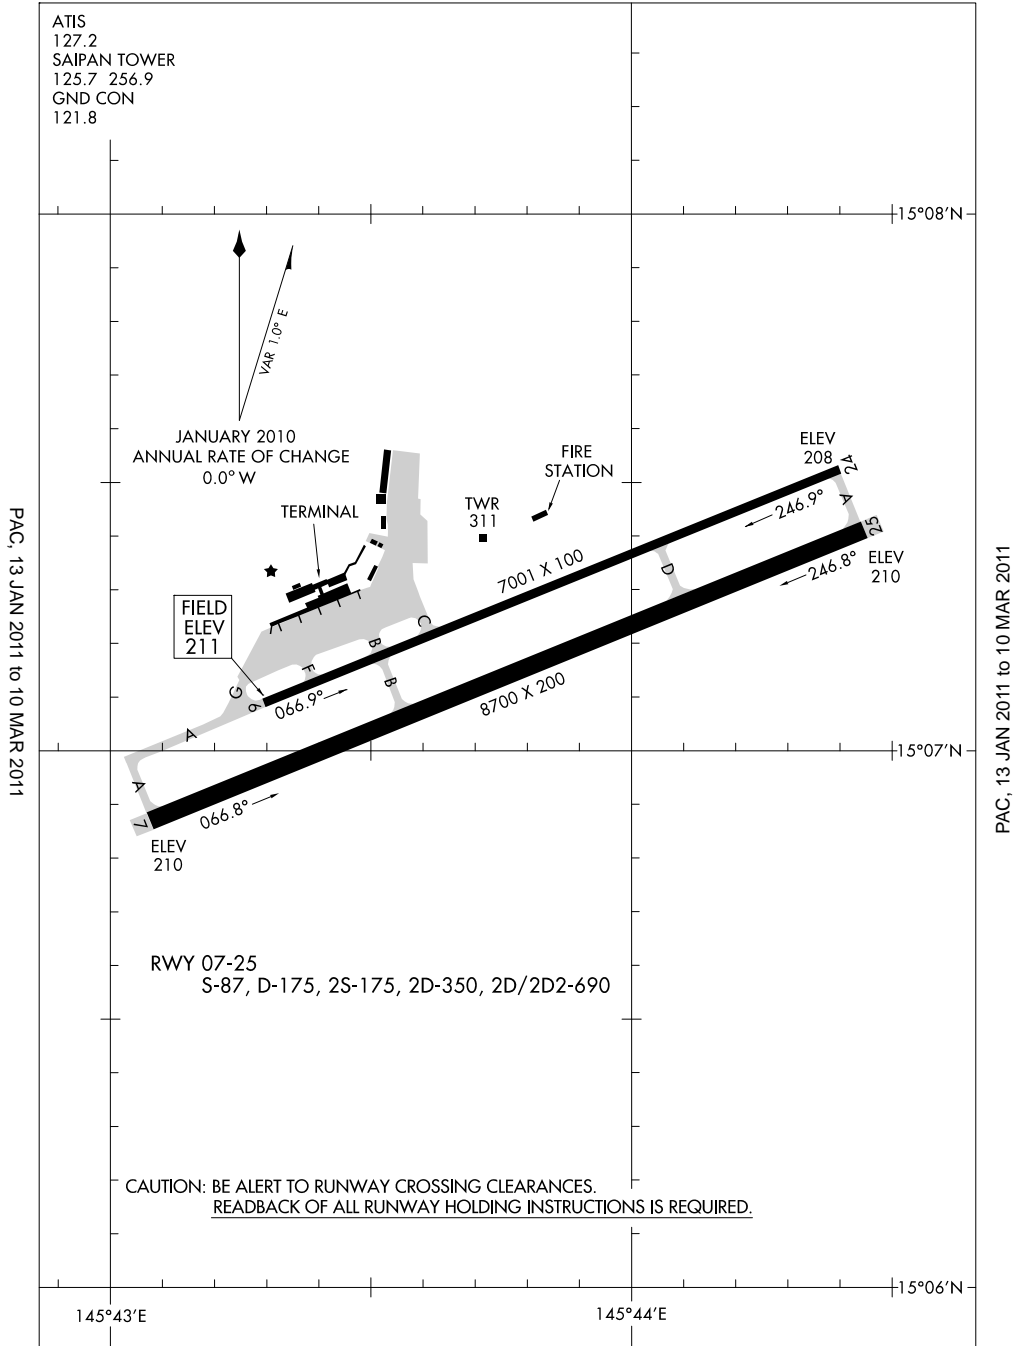 ATIS
127.2
SAIPAN TOWER
125.7 256.9
GND CON
121.8
15°08'N
VAR 1.0° E
JANUARY 2010
ANNUAL RATE OF CHANGE
0.0° W
TERMINAL
TWR
311
FIRE
STATION
ELEV
208
24
A
25
246.9°
ELEV
210
246.8°
7001 X 100
D
FIELD
ELEV
211
C
B
F
B
G
6
066.9°
8700 X 200
A
15°07'N
A
7
066.8°
ELEV
210
RWY 07-25
S-87, D-175, 2S-175, 2D-350, 2D/2D2-690
CAUTION: BE ALERT TO RUNWAY CROSSING CLEARANCES.
READBACK OF ALL RUNWAY HOLDING INSTRUCTIONS IS REQUIRED.
15°06'N
145°43'E
145°44'E
PAC, 13 JAN 2011 to 10 MAR 2011
PAC, 13 JAN 2011 to 10 MAR 2011